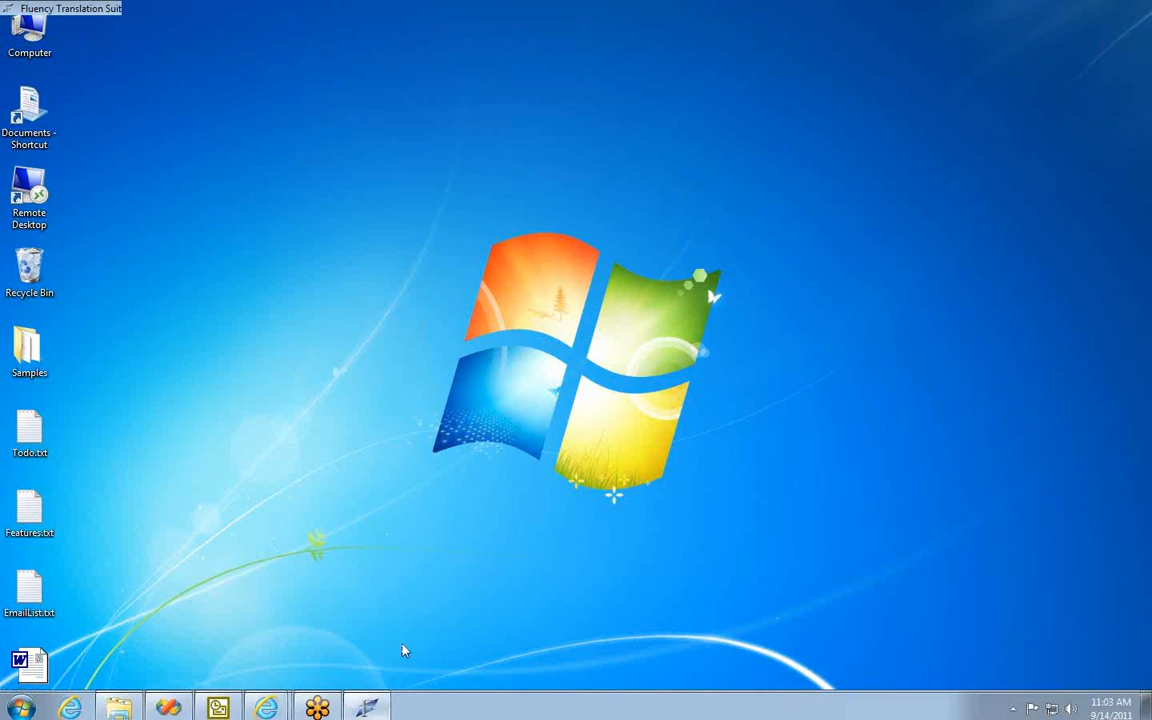 Fluency Translation Suit
Computer
Documents -
Shortcut
Remote
Desktop
Recycle Bin
Samples
Todo.txt
Features.txt
EmailList.txt
11:03 AM
9/14/2011